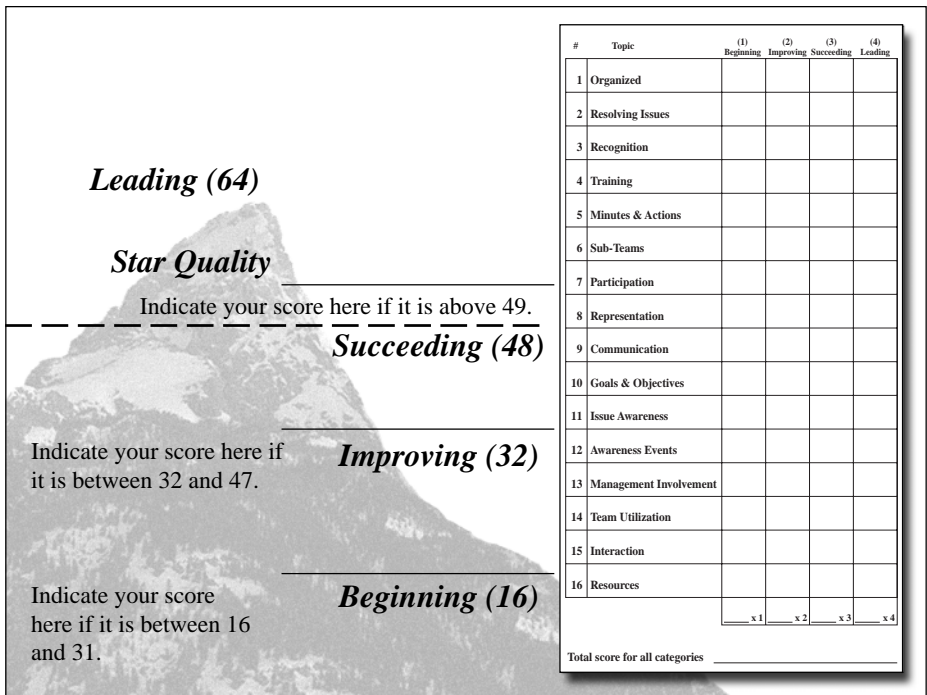 Leading (64)
Star Quality
Indicate your score here if it is above 49.
Succeeding (48)
Indicate your score here if
it is between 32 and 47.
Improving (32)
Indicate your score
here if it is between 16
and 31.
Beginning (16)
# Topic (1) Beginning (2) Improving (3) Succeeding (4) Leading
1 Organized
2 Resolving Issues
3 Recognition
4 Training
5 Minutes & Actions
6 Sub-Teams
7 Participation
8 Representation
9 Communication
10 Goals & Objectives
11 Issue Awareness
12 Awareness Events
13 Management Involvement
14 Team Utilization
15 Interaction
16 Resources
____ x 1 ____ x 2 ____ x 3 ____ x 4
Total score for all categories ____